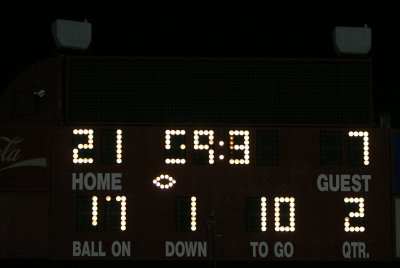 21 59:3 7
HOME GUEST
17 1 10 2
BALL ON DOWN TO GO QTR.